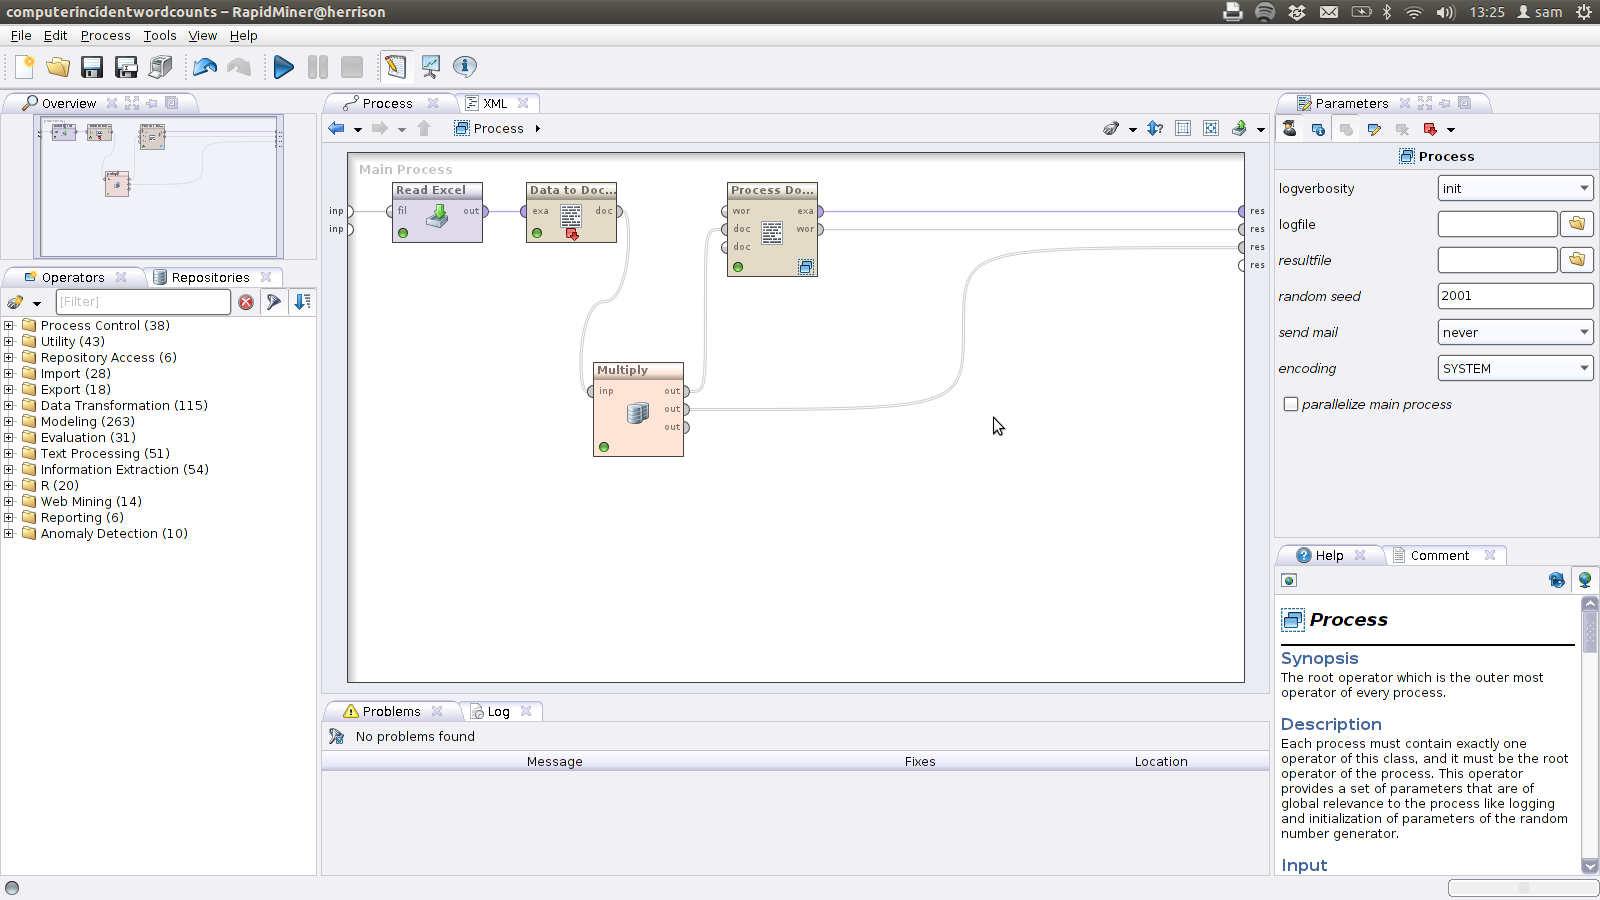 computerincidentwordcounts – RapidMiner@herrison
13:25
sam
File Edit Process Tools View Help
Overview
Process
XML
Process
Main Process
inp
inp
Read Excel
fil
out
Data to Doc...
exa
doc
Process Do...
wor
exa
doc
wor
doc
res
res
res
res
Multiply
inp
out
out
out
Operators
Repositories
[Filter]
Process Control (38)
Utility (43)
Repository Access (6)
Import (28)
Export (18)
Data Transformation (115)
Modeling (263)
Evaluation (31)
Text Processing (51)
Information Extraction (54)
R (20)
Web Mining (14)
Reporting (6)
Anomaly Detection (10)
Problems
Log
No problems found
Message Fixes Location
Parameters
Process
logverbosity init
logfile
resultfile
random seed 2001
send mail never
encoding SYSTEM
parallelize main process
Help
Comment
Process
Synopsis
The root operator which is the outer most
operator of every process.
Description
Each process must contain exactly one
operator of this class, and it must be the root
operator of the process. This operator
provides a set of parameters that are of
global relevance to the process like logging
and initialization of parameters of the random
number generator.
Input